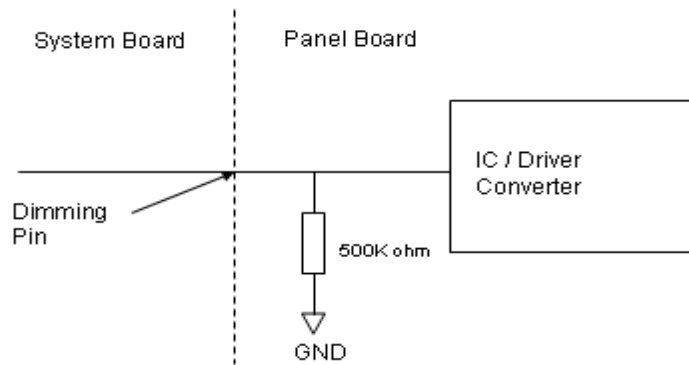 System Board
Panel Board
IC / Driver
Converter
Dimming
Pin
500K ohm
GND